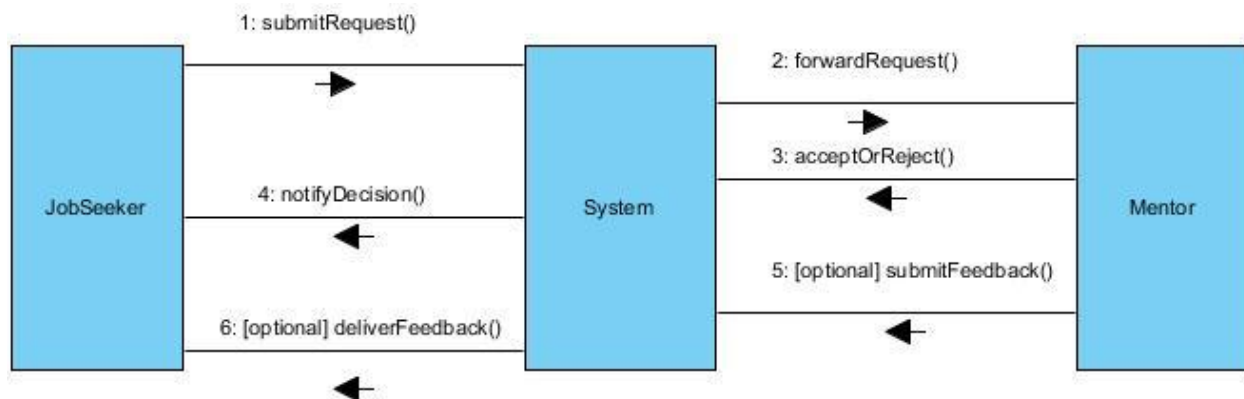 1: submitRequest()
2: forwardRequest()
3: acceptOrReject()
4: notifyDecision()
JobSeeker
System
Mentor
5: [optional] submitFeedback()
6: [optional] deliverFeedback()